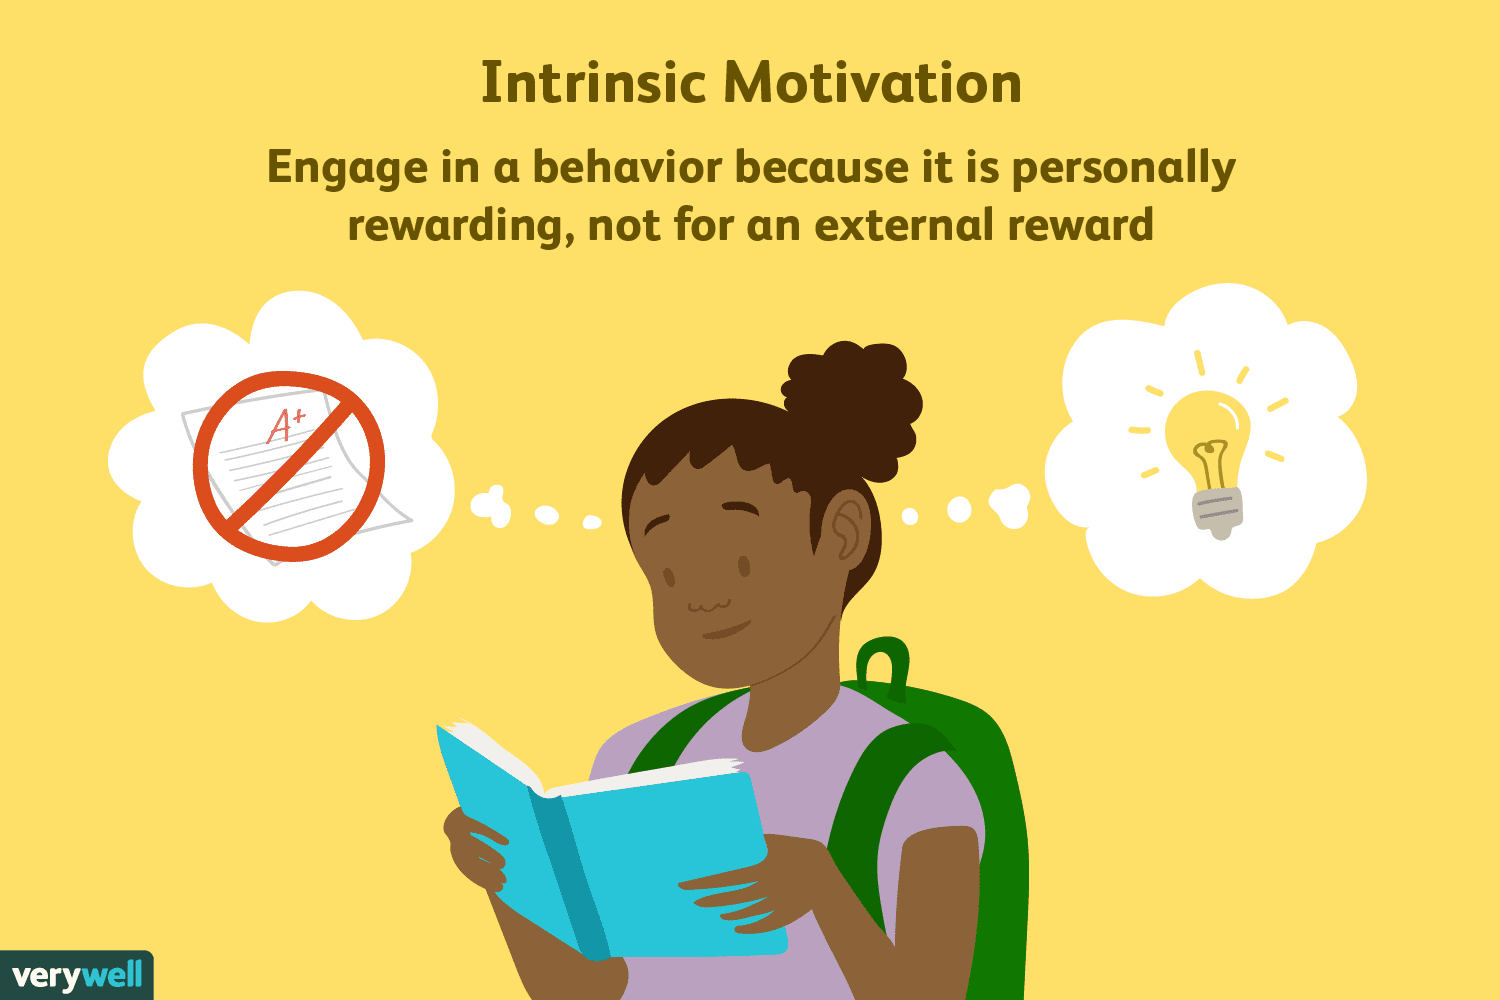 Intrinsic Motivation
Engage in a behavior because it is personally
rewarding, not for an external reward
A+
verywell